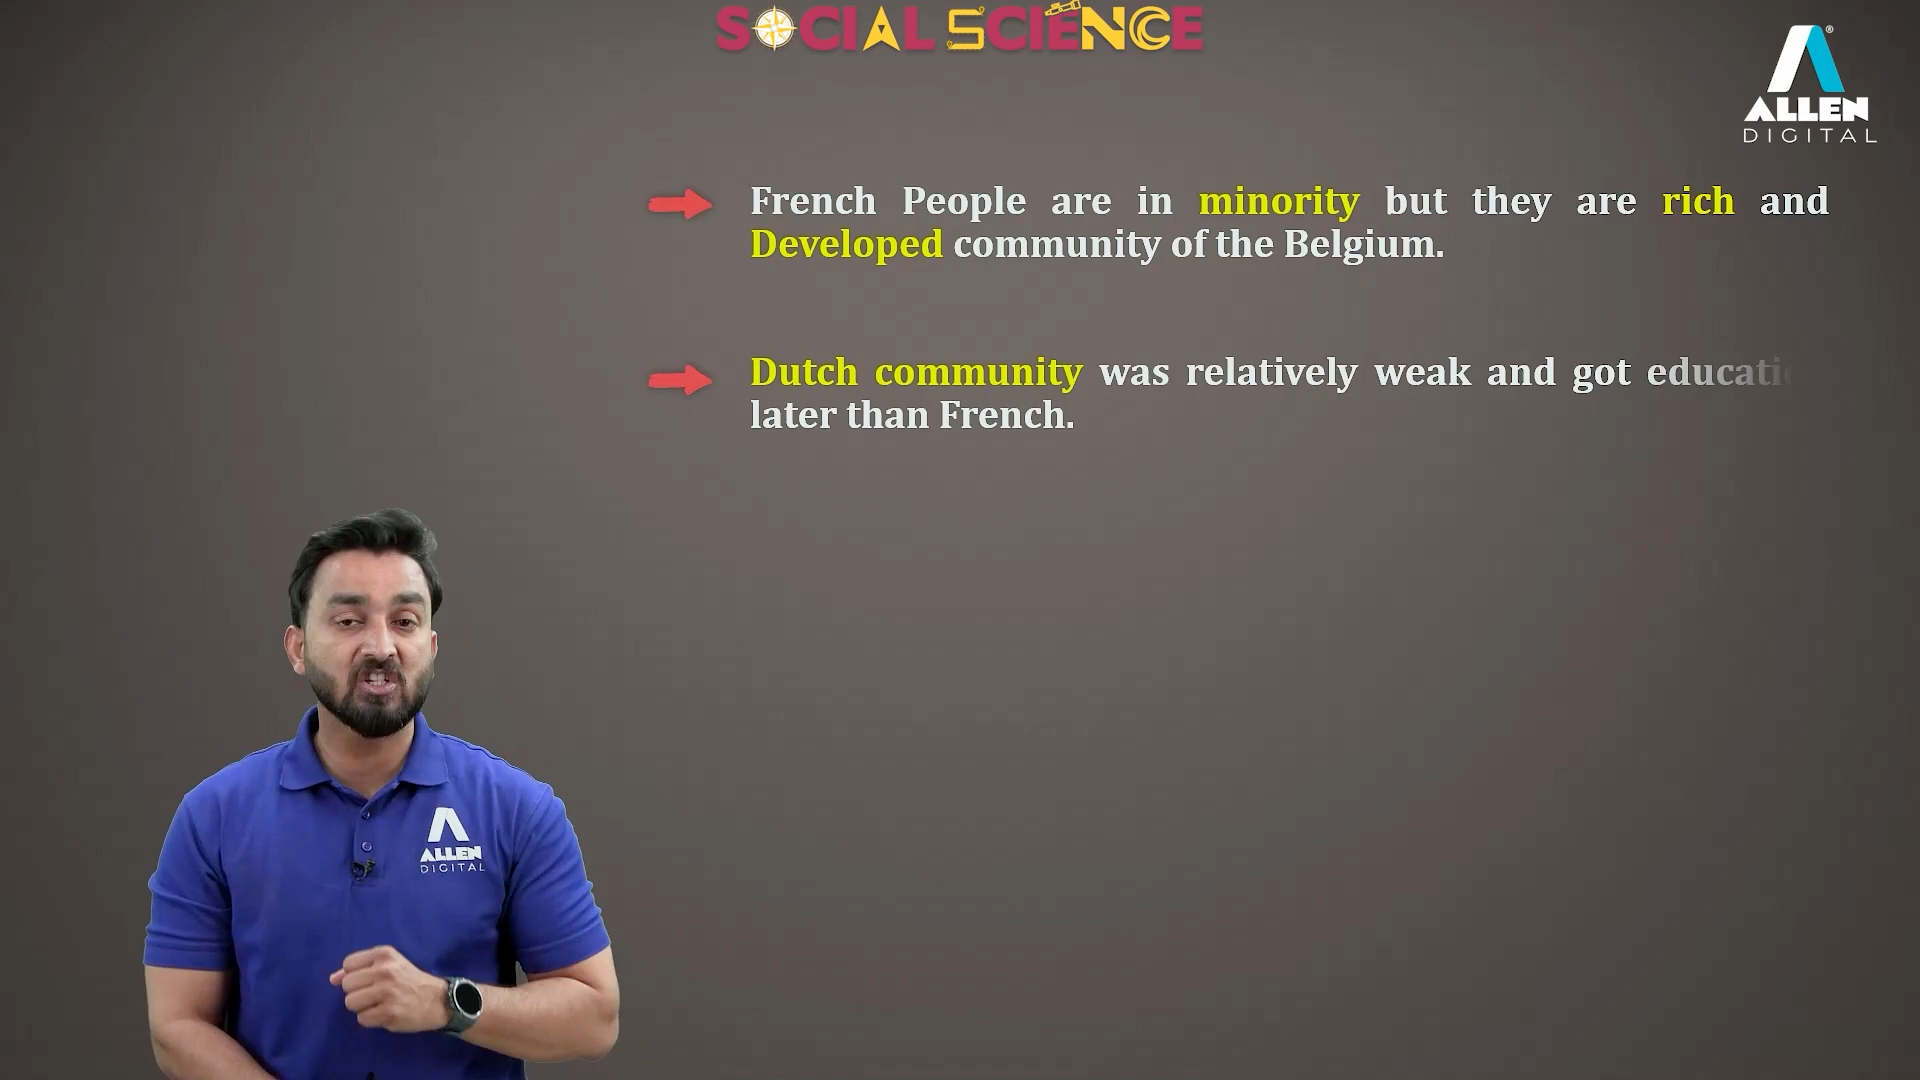 SOCIAL SCIENCE
ALLEN
DIGITAL
French People are in minority but they are rich and
Developed community of the Belgium.
Dutch community was relatively weak and got
later than French.
ALLEN
DIGITAL